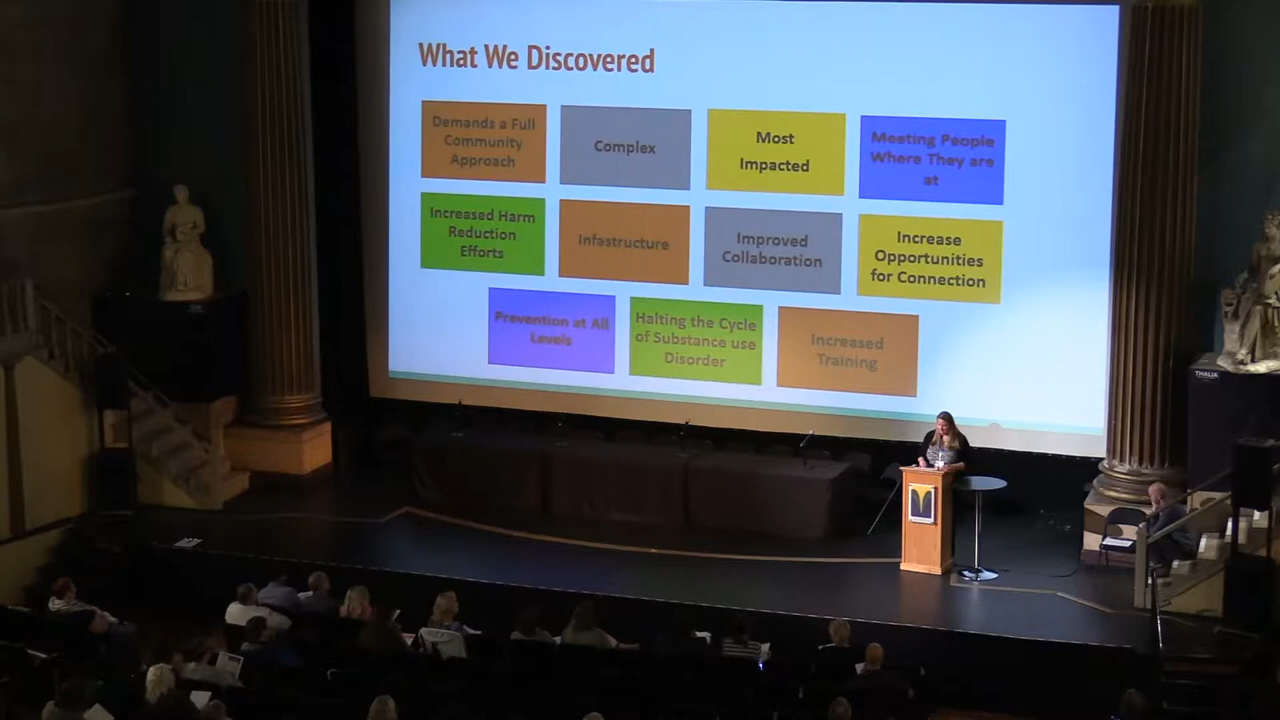 What We Discovered
Demands a Full
Community
Approach
Complex
Most
Impacted
Meeting People
Where They are
at
Increased Harm
Reduction
Efforts
Infastructure
Improved
Collaboration
Increase
Opportunities
for Connection
Prevention at All
Levels
Halting the Cycle
of Substance use
Disorder
Increased
Training
THALIA